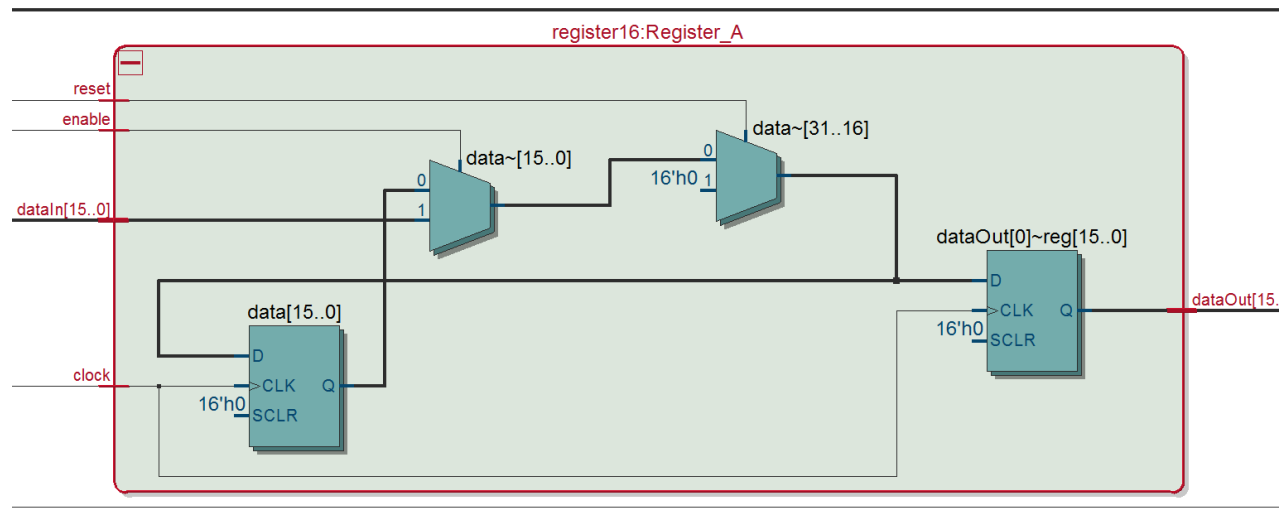 register16:Register_A
reset
enable
data~[31..16]
data~[15..0]
0
1
16'h0
0
1
dataIn[15..0]
dataOut[0]~reg[15..0]
D
CLK
Q
16'h0
SCLR
dataOut[15.
data[15..0]
D
clock
CLK
Q
16'h0
SCLR